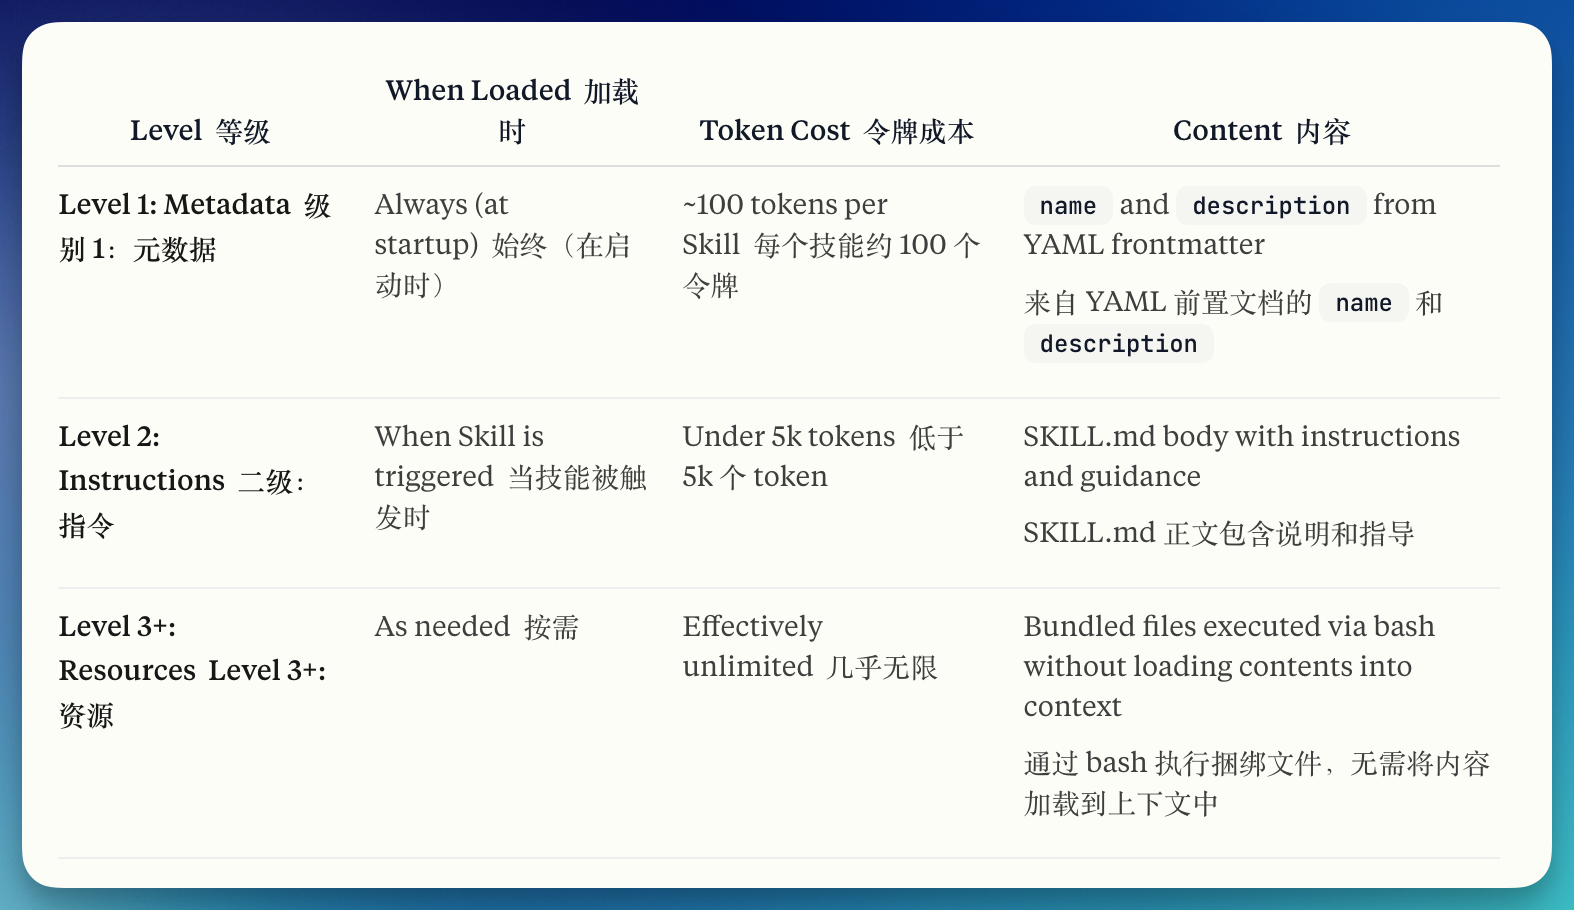 When Loaded 加载
Level 等级
时
Token Cost 令牌成本
Content 内容
Level 1: Metadata 级
别 1：元数据
Always (at
startup) 始终（在启
动时）
~100 tokens per
Skill 每个技能约 100 个
令牌
name and description from
YAML frontmatter
来自 YAML 前置文档的 name 和
description
Level 2:
Instructions 二级：
指令
When Skill is
triggered 当技能被触
发时
Under 5k tokens 低于
5k 个 token
SKILL.md body with instructions
and guidance
SKILL.md 正文包含说明和指导
Level 3+:
Resources Level 3+:
资源
As needed 按需
Effectively
unlimited 几乎无限
Bundled files executed via bash
without loading contents into
context
通过 bash 执行捆绑文件，无需将内容
加载到上下文中